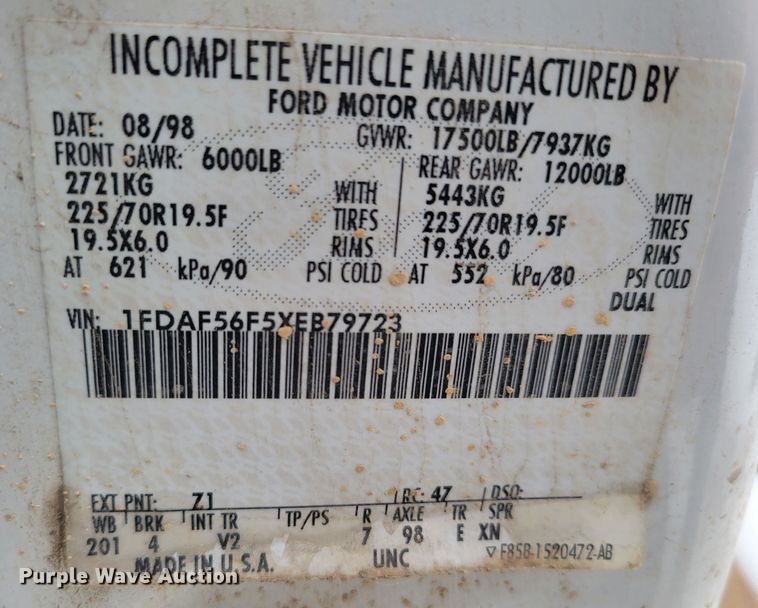 INCOMPLETE VEHICLE MANUFACTURED BY
FORD MOTOR COMPANY
DATE: 08/98 GVWR: 17500LB/7937KG
FRONT GAWR: 6000LB REAR GAWR: 12000LB
2721KG WITH 5443KG WITH
225/70R19.5F TIRES 225/70R19.5F TIRES
19.5X6.0 RIMS 19.5X6.0 RIMS
AT 621 kPa/90 PSI COLD AT 552 kPa/80 PSI COLD
DUAL
VIN: 1FDAF56F5XEB79723
EXT PNT: Z1 RC: 47 DSO:
WB BRK INT TR TP/PS R AXLE TR SPR
201 4 V2 7 98 E XN
MADE IN U.S.A. UNC ▽ F85B-1520472-AB
Purple Wave Auction